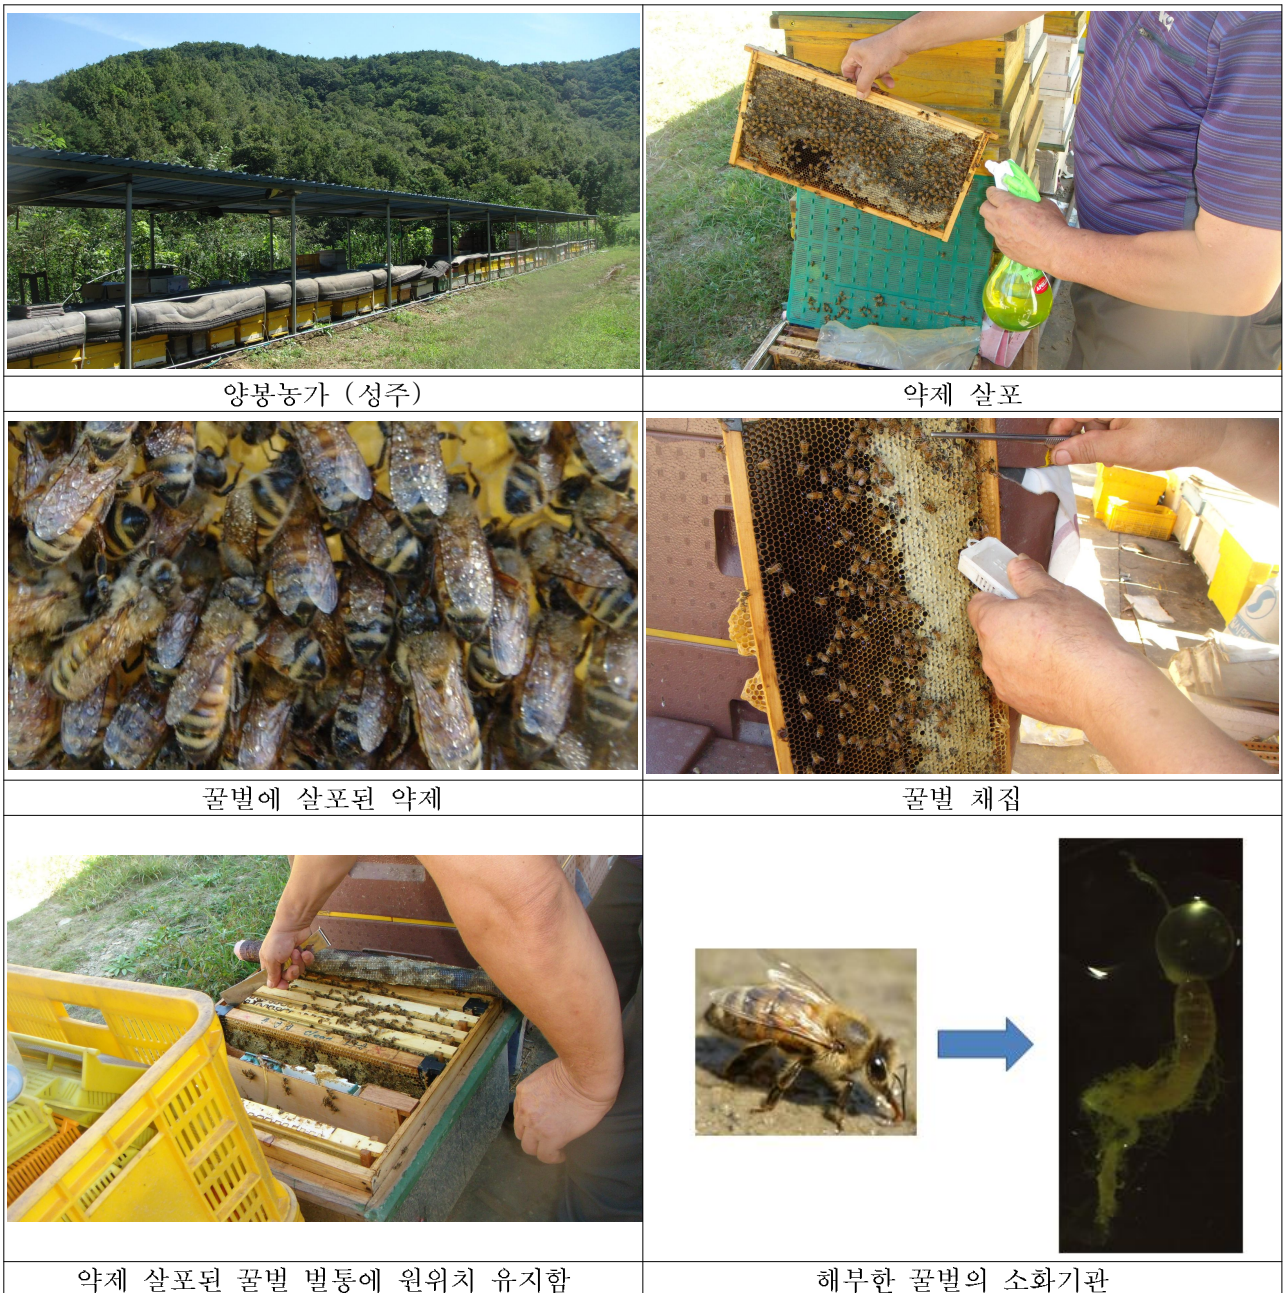 양봉농가 (성주)
약제 살포
꿀벌에 살포된 약제
꿀벌 채집
약제 살포된 꿀벌 벌통에 원위치 유지함
해부한 꿀벌의 소화기관